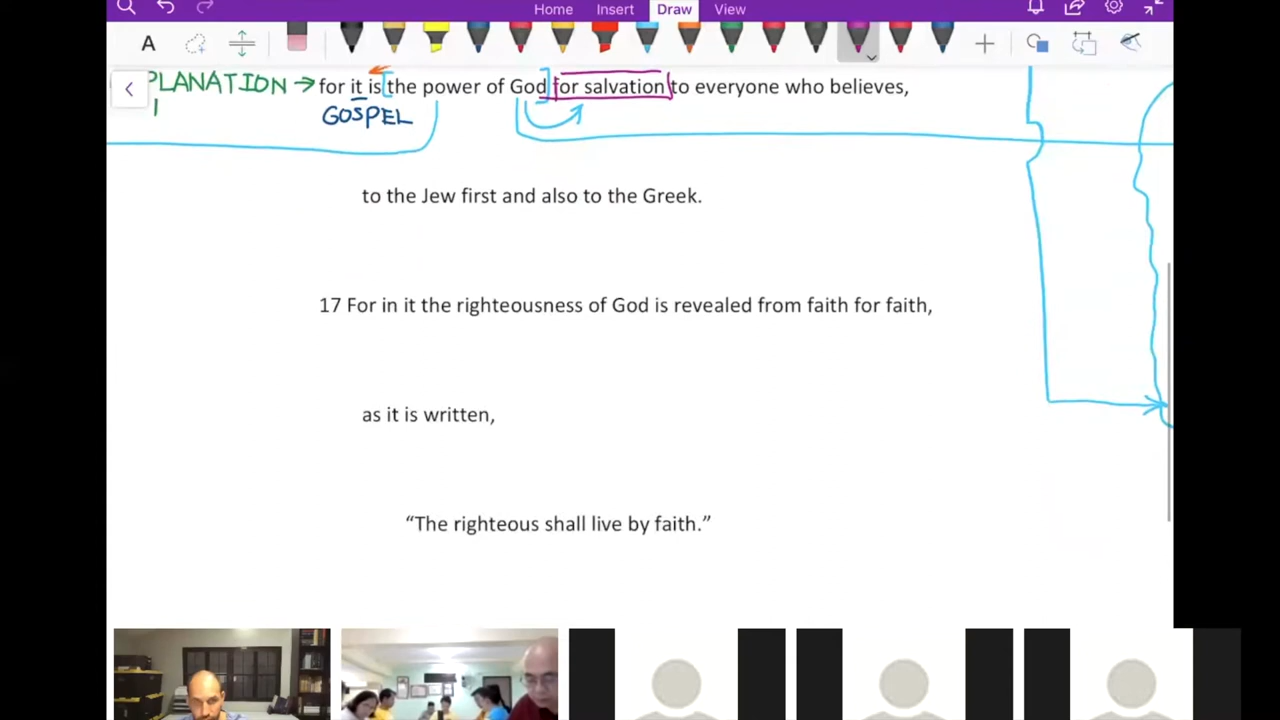 Home Insert Draw View
A
PLANATION → for it is [the power of God] for salvation to everyone who believes,
GOSPEL
to the Jew first and also to the Greek.
17 For in it the righteousness of God is revealed from faith for faith,
as it is written,
“The righteous shall live by faith.”